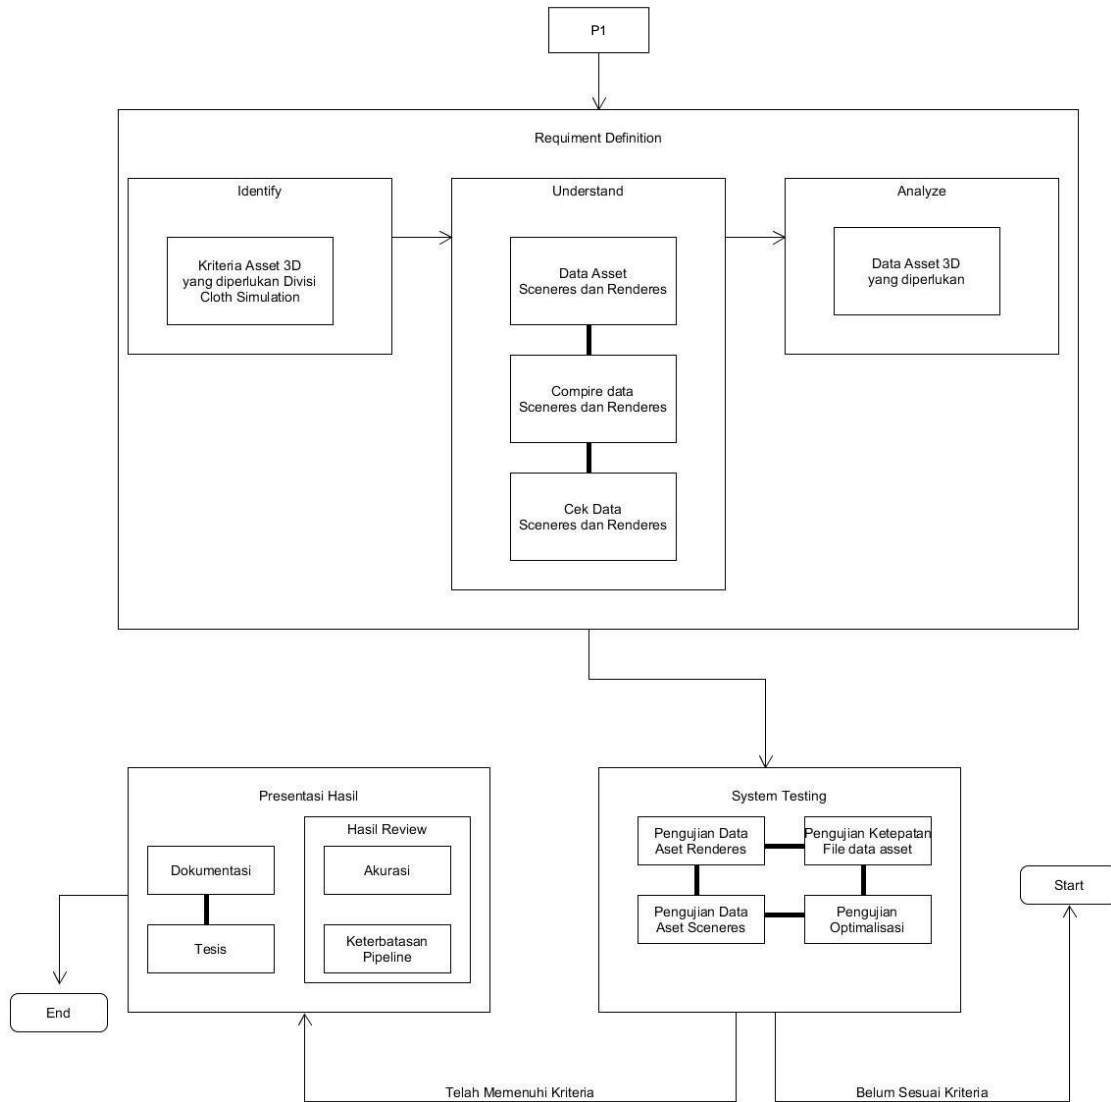 P1
Requiment Definition
Identify
Kriteria Asset 3D
yang diperlukan Divisi
Cloth Simulation
Understand
Data Asset
Sceneres dan Renderes
Compire data
Sceneres dan Renderes
Cek Data
Sceneres dan Renderes
Analyze
Data Asset 3D
yang diperlukan
Presentasi Hasil
Dokumentasi
Tesis
Hasil Review
Akurasi
Keterbatasan
Pipeline
End
System Testing
Pengujian Data
Aset Renderes
Pengujian Ketepatan
File data asset
Pengujian Data
Aset Sceneres
Pengujian
Optimalisasi
Start
Telah Memenuhi Kriteria
Belum Sesuai Kriteria